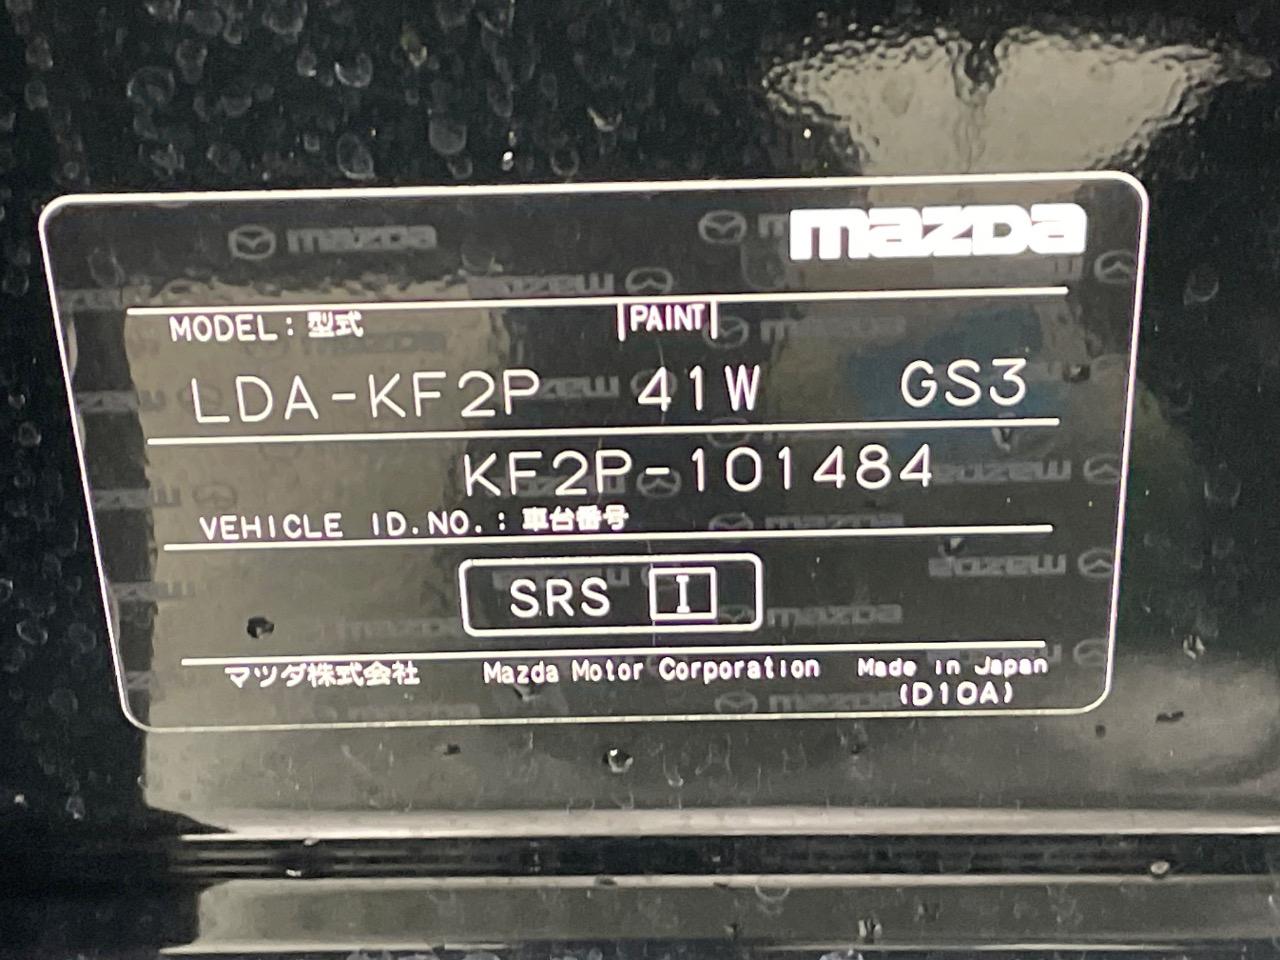 mazda
MODEL: 型式 PAINT
LDA-KF2P 41W GS3
KF2P-101484
VEHICLE ID.NO.: 車台番号
SRS I
マツダ株式会社 Mazda Motor Corporation Made in Japan
(D10A)